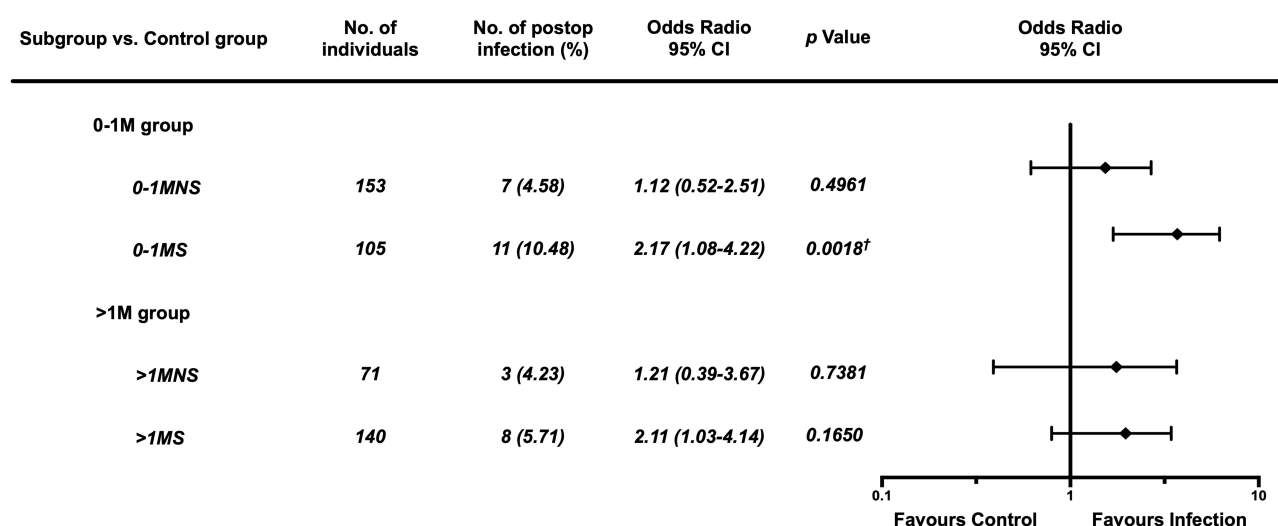 Subgroup vs. Control group
No. of
individuals
No. of postop
infection (%)
Odds Radio
95% CI
p Value
Odds Radio
95% CI
0-1M group
0-1MNS 153 7 (4.58) 1.12 (0.52-2.51) 0.4961
0-1MS 105 11 (10.48) 2.17 (1.08-4.22) 0.0018†
>1M group
>1MNS 71 3 (4.23) 1.21 (0.39-3.67) 0.7381
>1MS 140 8 (5.71) 2.11 (1.03-4.14) 0.1650
0.1 1 10
Favours Control Favours Infection